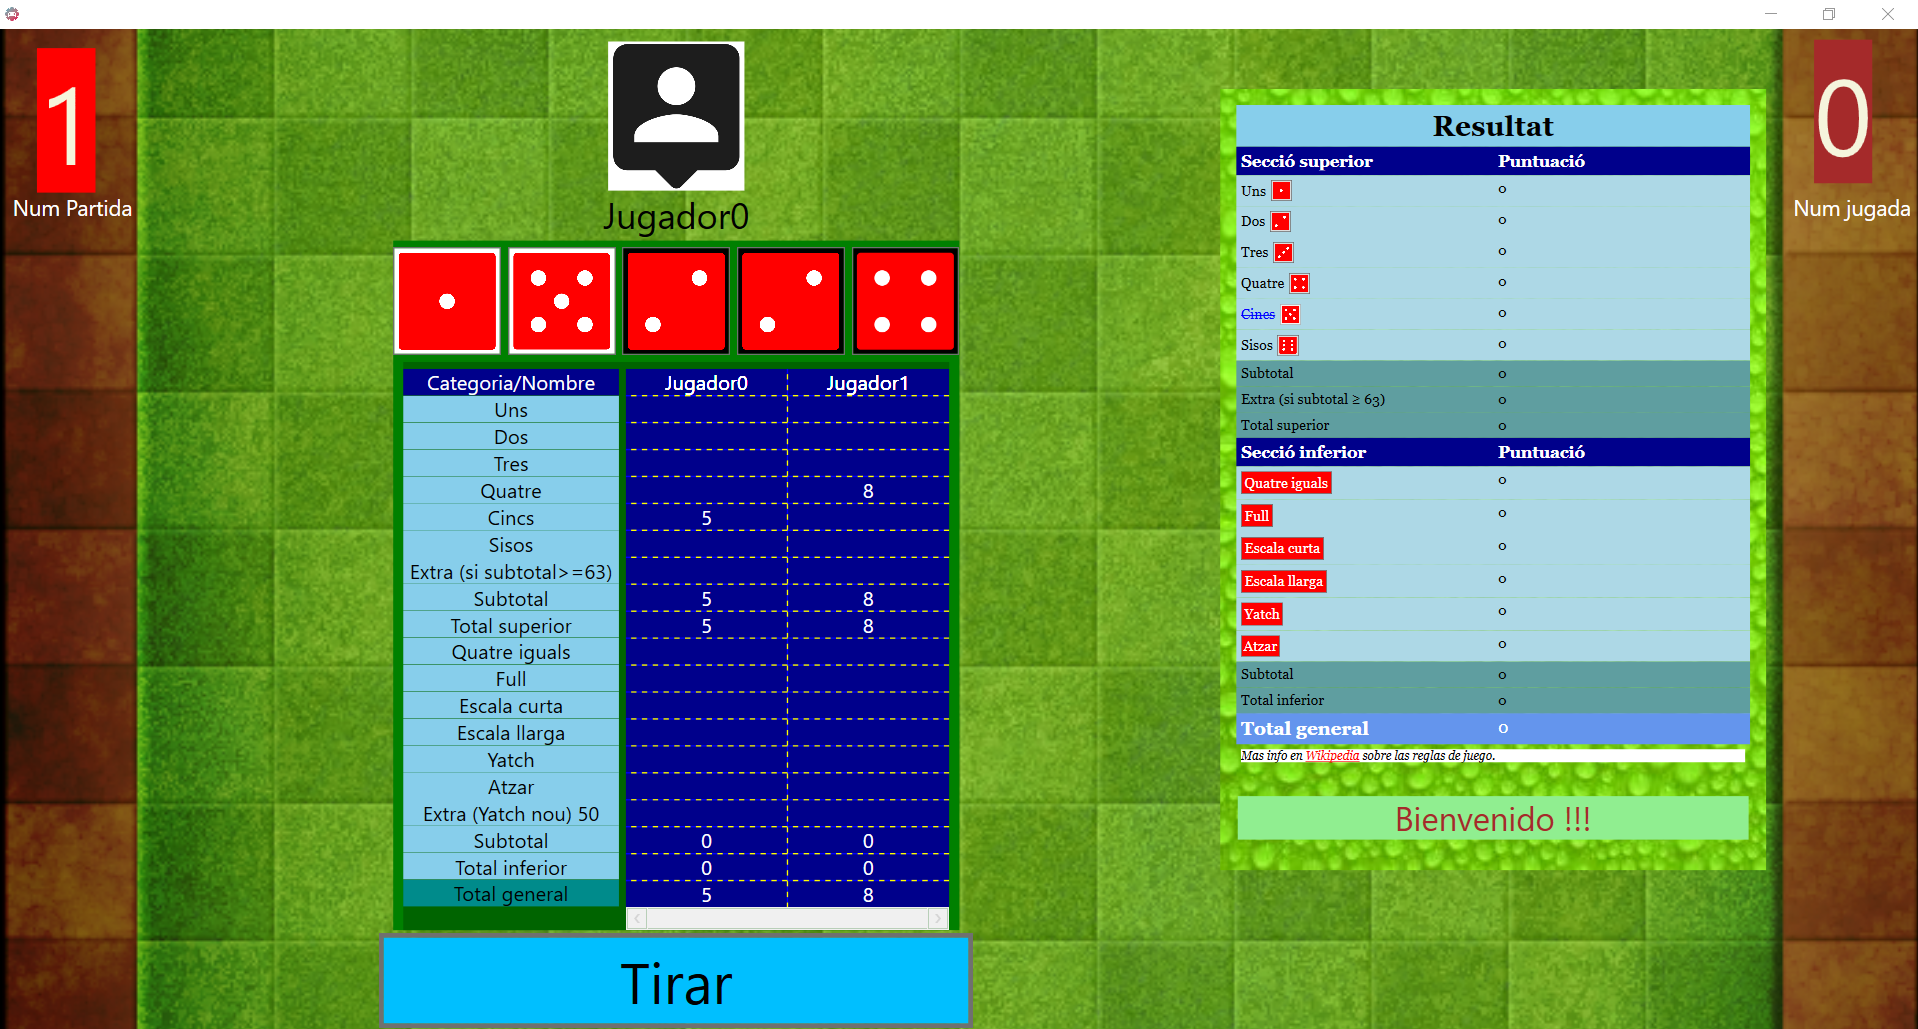 1
Num Partida
Jugador0
0
Num jugada
Categoria/Nombre Jugador0 Jugador1
Uns
Dos
Tres
Quatre 8
Cincs 5
Sisos
Extra (si subtotal>=63)
Subtotal 5 8
Total superior 5 8
Quatre iguals
Full
Escala curta
Escala llarga
Yatch
Atzar
Extra (Yatch nou) 50
Subtotal 0 0
Total inferior 0 0
Total general 5 8
Tirar
Resultat
Secció superior Puntuació
Uns 0
Dos 0
Tres 0
Quatre 0
Cincs 0
Sisos 0
Subtotal 0
Extra (si subtotal ≥ 63) 0
Total superior 0
Secció inferior Puntuació
Quatre iguals 0
Full 0
Escala curta 0
Escala llarga 0
Yatch 0
Atzar 0
Subtotal 0
Total inferior 0
Total general 0
Mas info en Wikipedia sobre las reglas de juego.
Bienvenido !!!